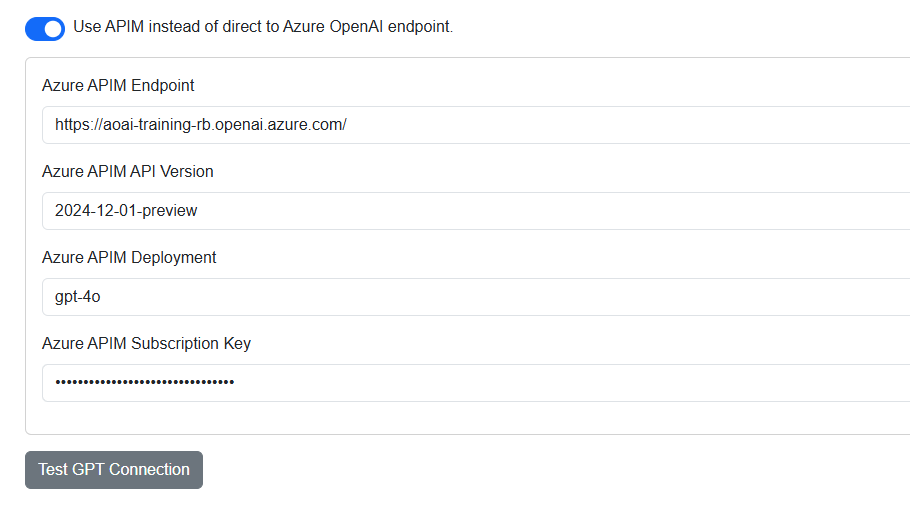 Use APIM instead of direct to Azure OpenAI endpoint.
Azure APIM Endpoint
https://aoai-training-rb.openai.azure.com/
Azure APIM API Version
2024-12-01-preview
Azure APIM Deployment
gpt-4o
Azure APIM Subscription Key
••••••••••••••••••••••••••••••••
Test GPT Connection